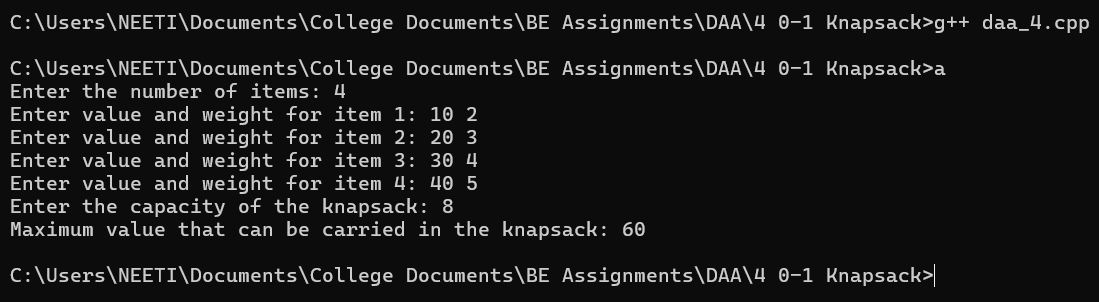 C:\Users\NEETI\Documents\College Documents\BE Assignments\DAA\4 0-1 Knapsack>g++ daa_4.cpp
C:\Users\NEETI\Documents\College Documents\BE Assignments\DAA\4 0-1 Knapsack>a
Enter the number of items: 4
Enter value and weight for item 1: 10 2
Enter value and weight for item 2: 20 3
Enter value and weight for item 3: 30 4
Enter value and weight for item 4: 40 5
Enter the capacity of the knapsack: 8
Maximum value that can be carried in the knapsack: 60
C:\Users\NEETI\Documents\College Documents\BE Assignments\DAA\4 0-1 Knapsack>